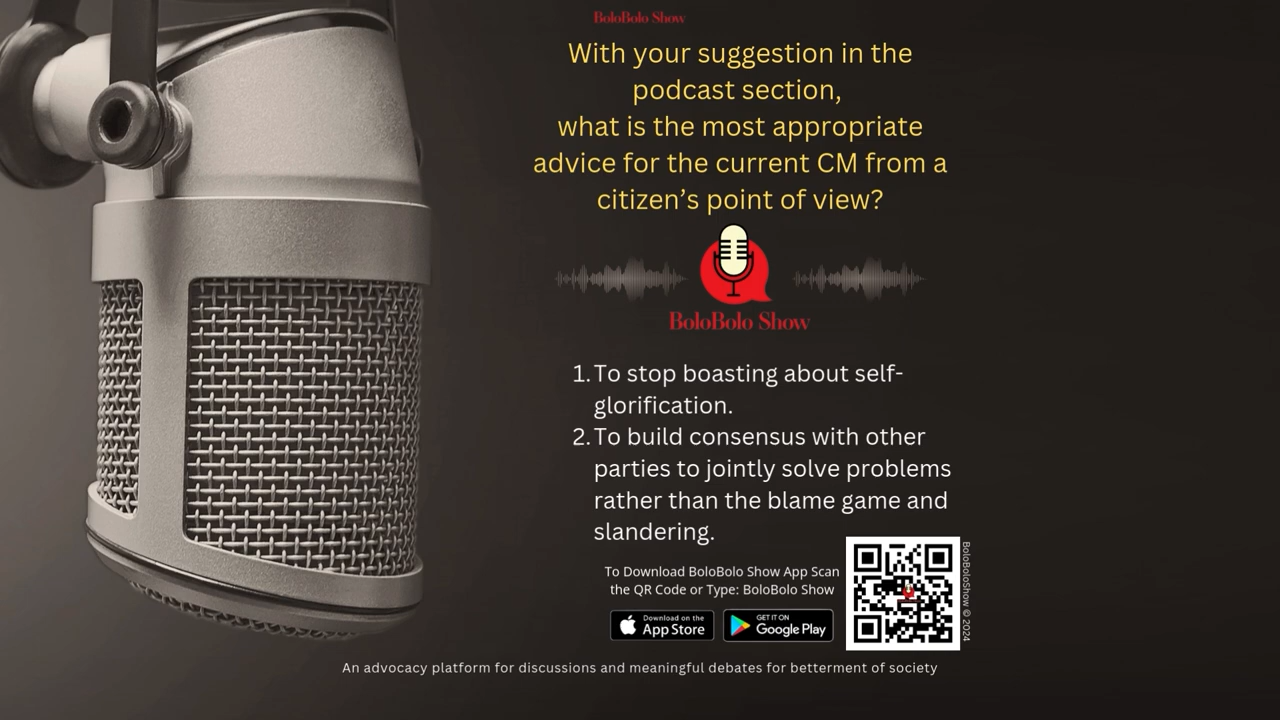 BoloBolo Show
With your suggestion in the
podcast section,
what is the most appropriate
advice for the current CM from a
citizen’s point of view?
BoloBolo Show
1. To stop boasting about self-
glorification.
2. To build consensus with other
parties to jointly solve problems
rather than the blame game and
slandering.
To Download BoloBolo Show App Scan
the QR Code or Type: BoloBolo Show
Download on the
App Store
GET IT ON
Google Play
BoloBoloShow © 2024
An advocacy platform for discussions and meaningful debates for betterment of society